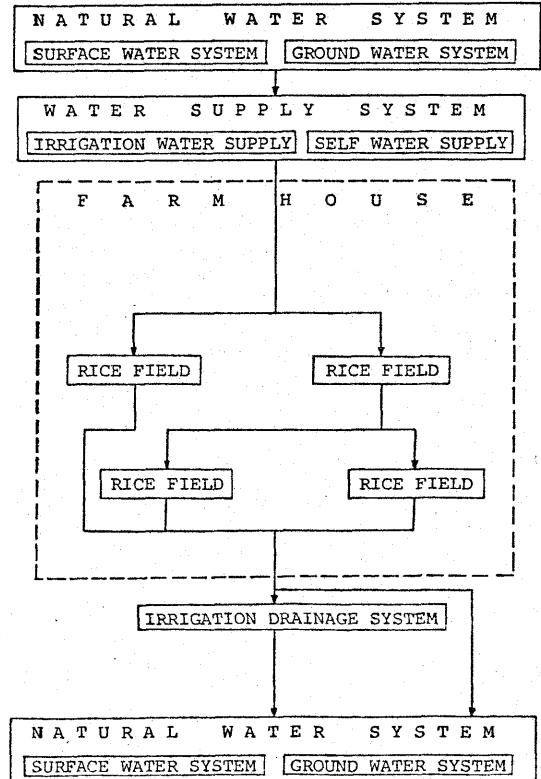 NATURAL WATER SYSTEM
SURFACE WATER SYSTEM GROUND WATER SYSTEM
WATER SUPPLY SYSTEM
IRRIGATION WATER SUPPLY SELF WATER SUPPLY
FARM HOUSE
RICE FIELD RICE FIELD
RICE FIELD RICE FIELD
IRRIGATION DRAINAGE SYSTEM
NATURAL WATER SYSTEM
SURFACE WATER SYSTEM GROUND WATER SYSTEM